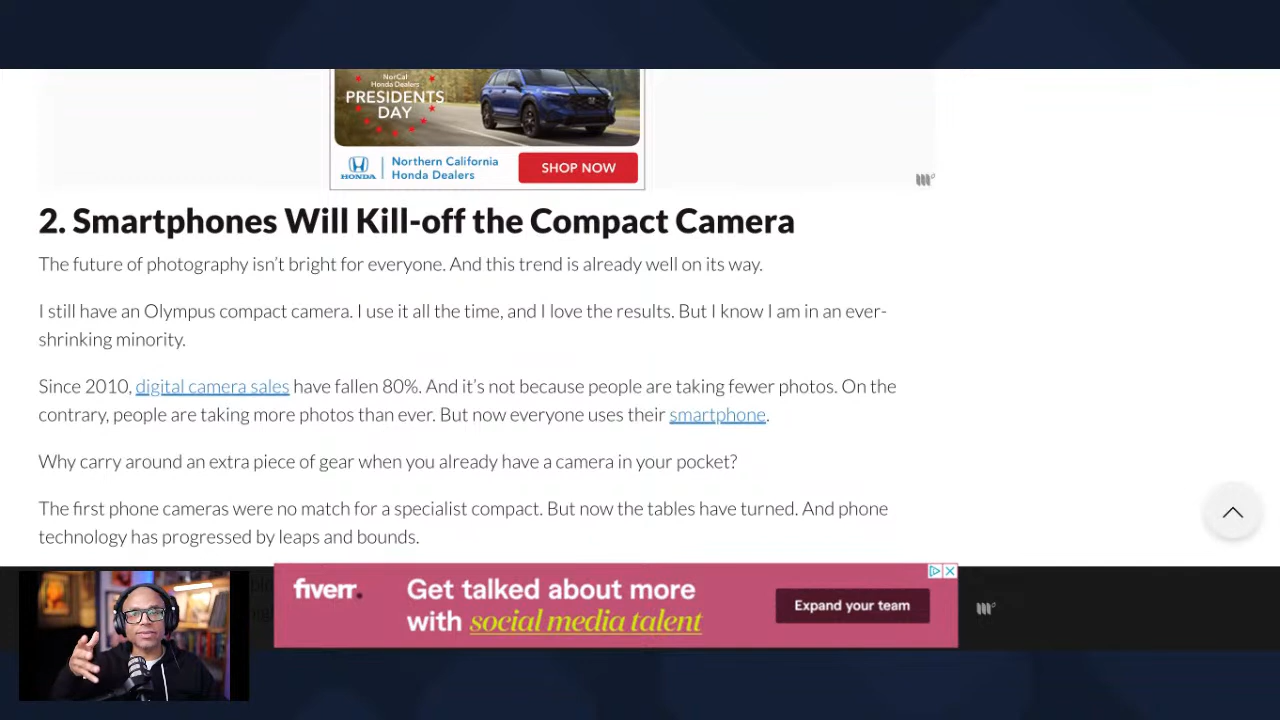 NorCal
Honda Dealers
PRESIDENTS
DAY
HONDA
Northern California
Honda Dealers
SHOP NOW
2. Smartphones Will Kill-off the Compact Camera
The future of photography isn't bright for everyone. And this trend is already well on its way.
I still have an Olympus compact camera. I use it all the time, and I love the results. But I know I am in an ever-
shrinking minority.
Since 2010, digital camera sales have fallen 80%. And it's not because people are taking fewer photos. On the
contrary, people are taking more photos than ever. But now everyone uses their smartphone.
Why carry around an extra piece of gear when you already have a camera in your pocket?
The first phone cameras were no match for a specialist compact. But now the tables have turned. And phone
technology has progressed by leaps and bounds.
fiverr.
Get talked about more
with social media talent
Expand your team